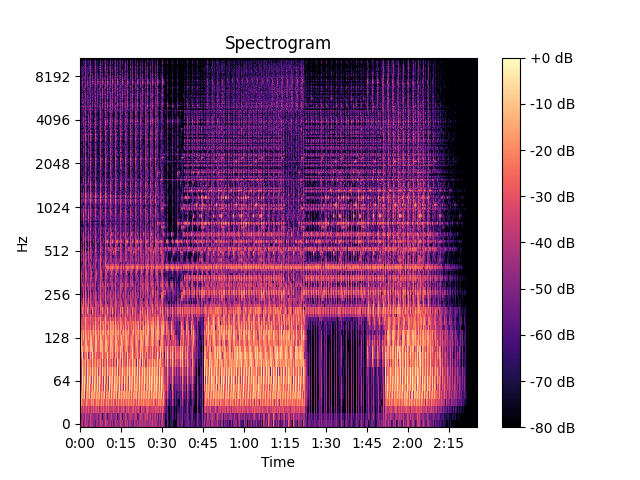 Spectrogram
Hz
8192
4096
2048
1024
512
256
128
64
0
0:00 0:15 0:30 0:45 1:00 1:15 1:30 1:45 2:00 2:15
Time
+0 dB
-10 dB
-20 dB
-30 dB
-40 dB
-50 dB
-60 dB
-70 dB
-80 dB